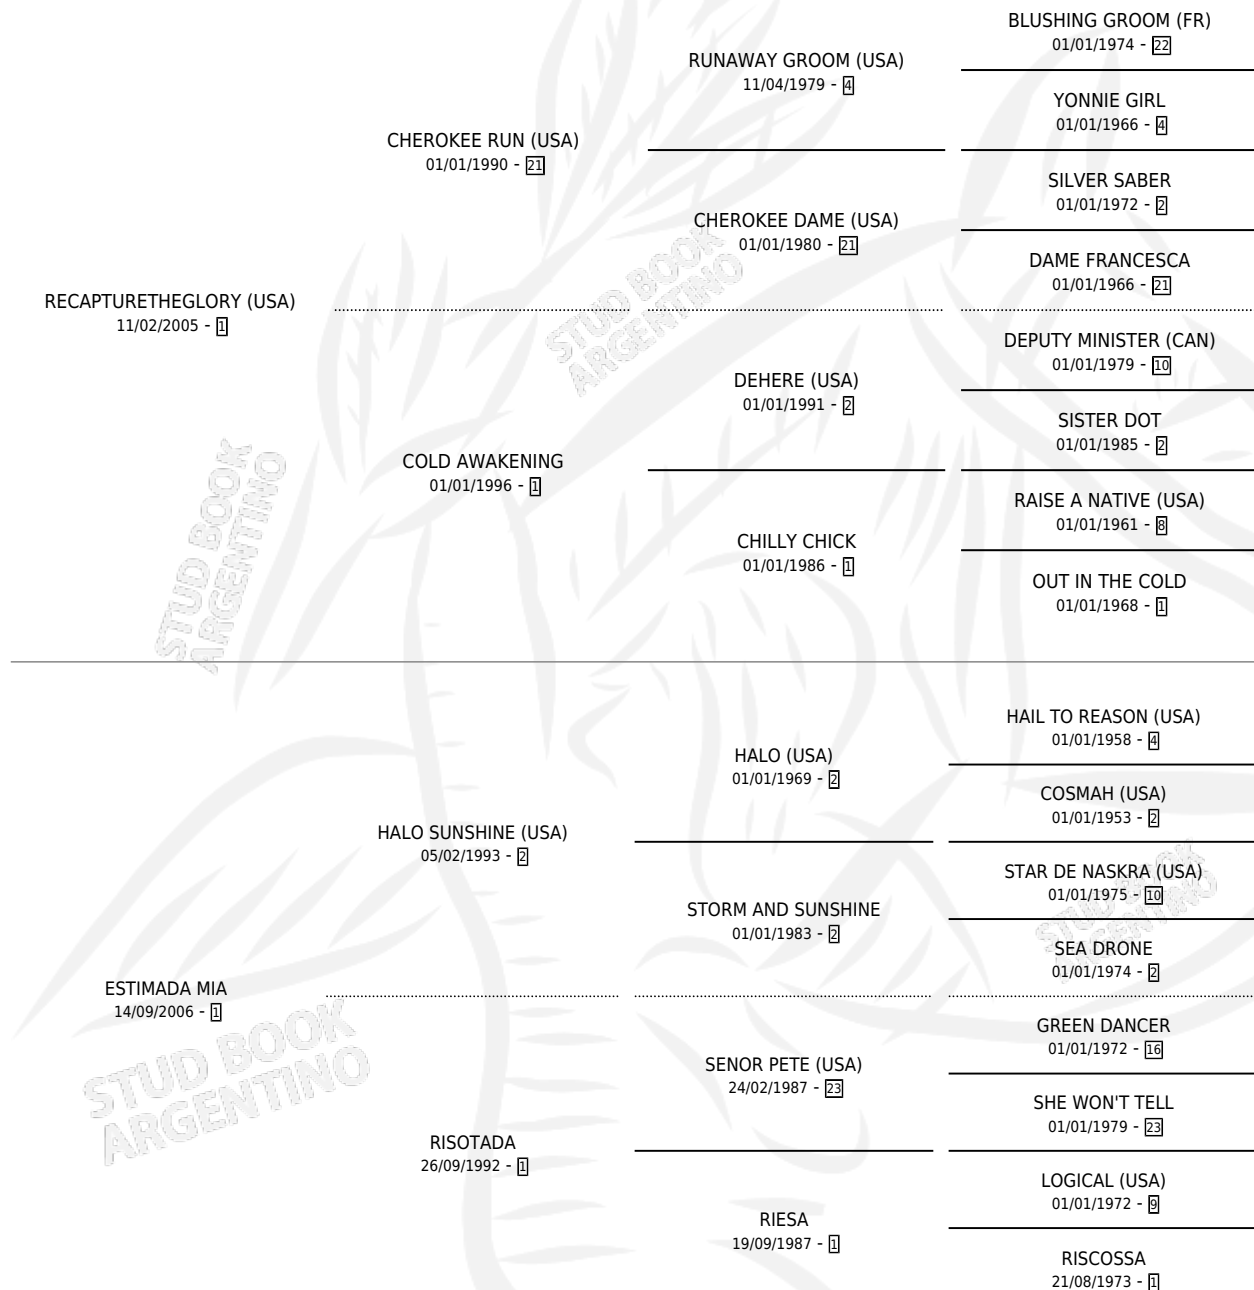 BLUSHING GROOM (FR)
01/01/1974 - 22
RUNAWAY GROOM (USA)
11/04/1979 - 4
YONNIE GIRL
01/01/1966 - 4
CHEROKEE RUN (USA)
01/01/1990 - 21
SILVER SABER
01/01/1972 - 2
CHEROKEE DAME (USA)
01/01/1980 - 21
DAME FRANCESCA
01/01/1966 - 21
RECAPTURETHEGLORY (USA)
11/02/2005 - 1
DEPUTY MINISTER (CAN)
01/01/1979 - 10
DEHERE (USA)
01/01/1991 - 2
SISTER DOT
01/01/1985 - 2
COLD AWAKENING
01/01/1996 - 1
RAISE A NATIVE (USA)
01/01/1961 - 8
CHILLY CHICK
01/01/1986 - 1
OUT IN THE COLD
01/01/1968 - 1
HAIL TO REASON (USA)
01/01/1958 - 4
HALO (USA)
01/01/1969 - 2
COSMAH (USA)
01/01/1953 - 2
HALO SUNSHINE (USA)
05/02/1993 - 2
STAR DE NASKRA (USA)
01/01/1975 - 10
STORM AND SUNSHINE
01/01/1983 - 2
SEA DRONE
01/01/1974 - 2
ESTIMADA MIA
14/09/2006 - 1
GREEN DANCER
01/01/1972 - 16
SENOR PETE (USA)
24/02/1987 - 23
SHE WON'T TELL
01/01/1979 - 23
RISOTADA
26/09/1992 - 1
LOGICAL (USA)
01/01/1972 - 9
RIESA
19/09/1987 - 1
RISCOSSA
21/08/1973 - 1
STUD BOOK
ARGENTINO
STUD BOOK
ARGENTINO
STUD BOOK
ARGENTINO
STUD BOOK
ARGENTINO